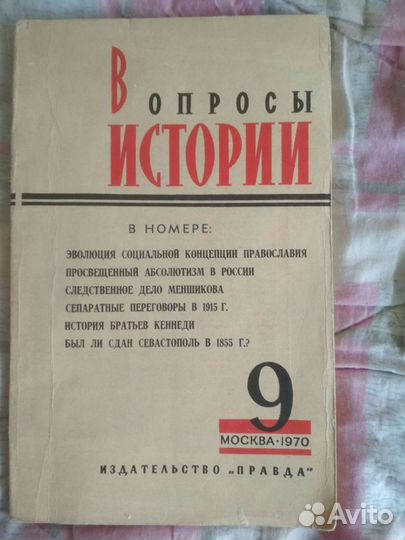 ВОПРОСЫ
ИСТОРИИ
В НОМЕРЕ:
ЭВОЛЮЦИЯ СОЦИАЛЬНОЙ КОНЦЕПЦИИ ПРАВОСЛАВИЯ
ПРОСВЕЩЕННЫЙ АБСОЛЮТИЗМ В РОССИИ
СЛЕДСТВЕННОЕ ДЕЛО МЕНШИКОВА
СЕПАРАТНЫЕ ПЕРЕГОВОРЫ В 1915 Г.
ИСТОРИЯ БРАТЬЕВ КЕННЕДИ
БЫЛ ЛИ СДАН СЕВАСТОПОЛЬ В 1855 Г.?
9
МОСКВА · 1970
ИЗДАТЕЛЬСТВО „ПРАВДА"
Avito